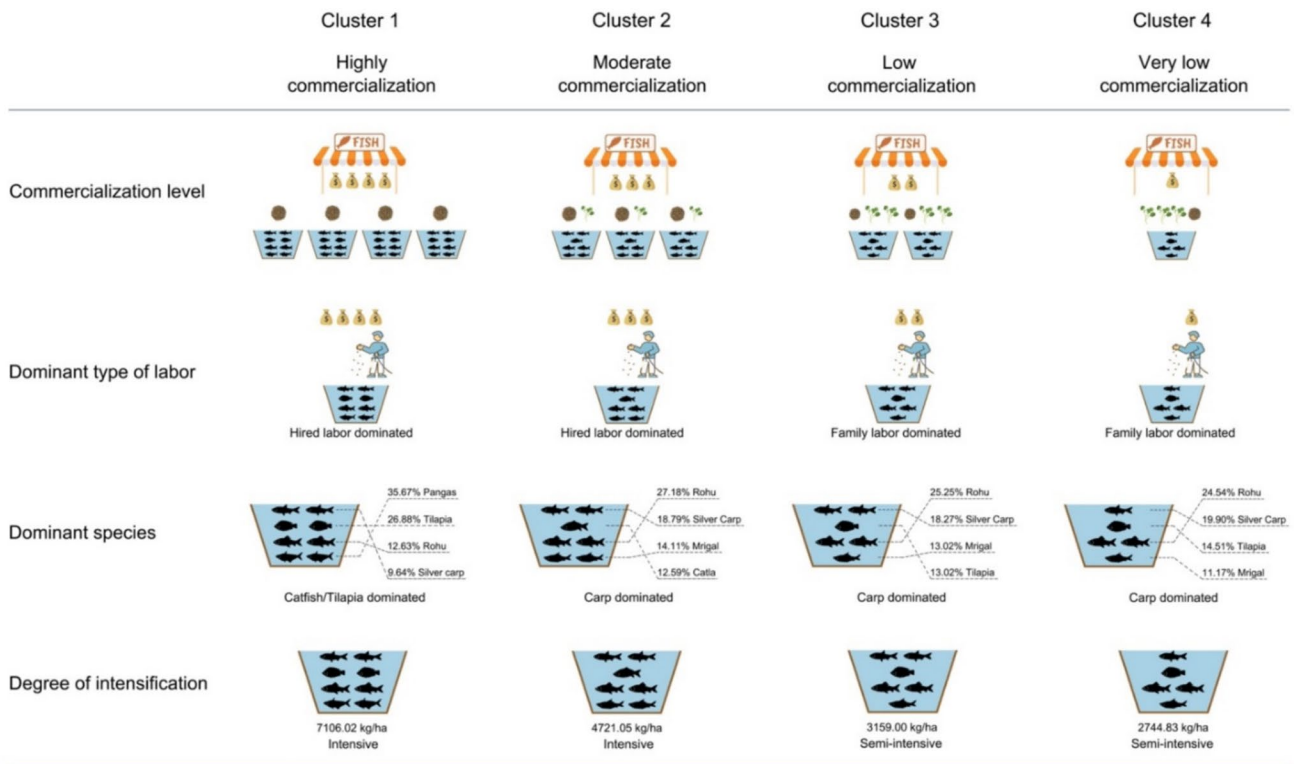 Cluster 1 Cluster 2 Cluster 3 Cluster 4
Highly Moderate Low Very low
commercialization commercialization commercialization commercialization
FISH FISH FISH FISH
$ $ $ $ $ $ $ $ $ $
Commercialization level
$ $ $ $ $ $ $ $ $ $
Dominant type of labor
Hired labor dominated Hired labor dominated Family labor dominated Family labor dominated
35.67% Pangas 27.18% Rohu 25.25% Rohu 24.54% Rohu
26.88% Tilapia 18.79% Silver Carp 18.27% Silver Carp 19.90% Silver Carp
Dominant species
12.63% Rohu 14.11% Mrigal 13.02% Mrigal 14.51% Tilapia
9.64% Silver carp 12.59% Catla 13.02% Tilapia 11.17% Mrigal
Catfish/Tilapia dominated Carp dominated Carp dominated Carp dominated
Degree of intensification
7106.02 kg/ha 4721.05 kg/ha 3159.00 kg/ha 2744.83 kg/ha
Intensive Intensive Semi-intensive Semi-intensive